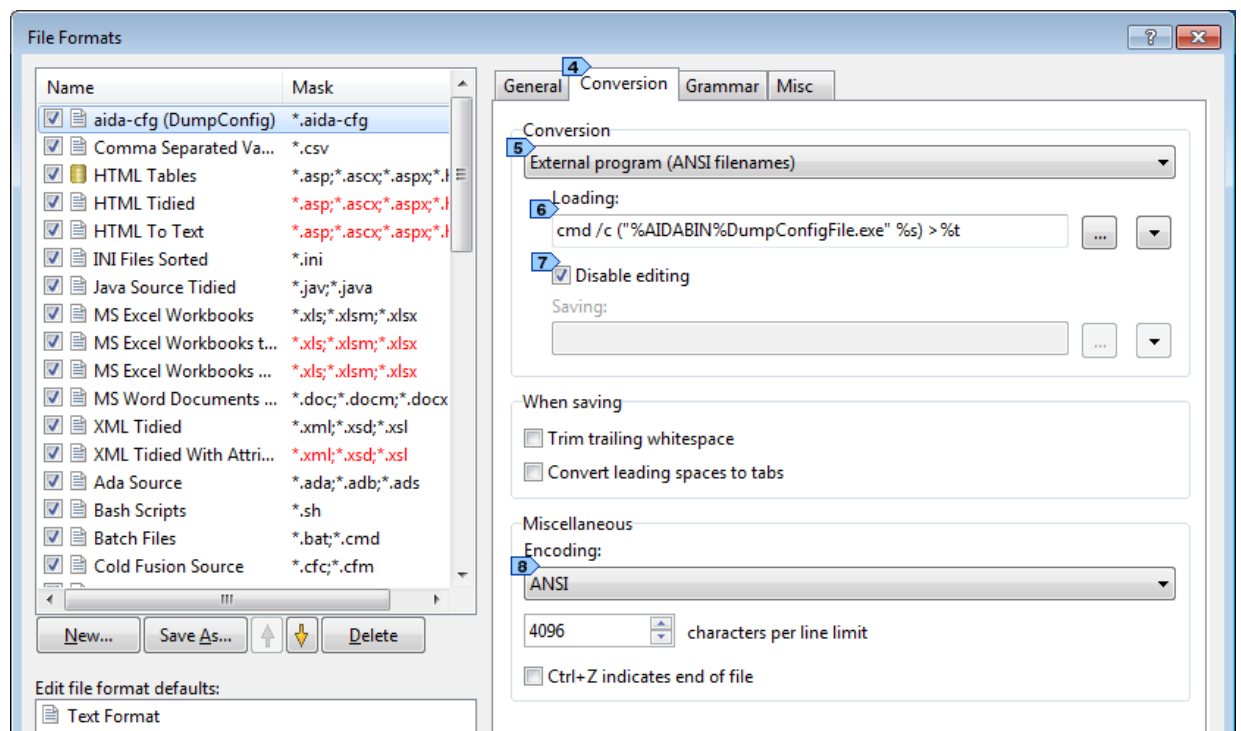 File Formats
Name Mask
aida-cfg (DumpConfig) *.aida-cfg
Comma Separated Va... *.csv
HTML Tables *.asp;*.ascx;*.aspx;*.
HTML Tidied *.asp;*.ascx;*.aspx;*.
HTML To Text *.asp;*.ascx;*.aspx;*.
INI Files Sorted *.ini
Java Source Tidied *.jav;*.java
MS Excel Workbooks *.xls;*.xlsm;*.xlsx
MS Excel Workbooks t... *.xls;*.xlsm;*.xlsx
MS Excel Workbooks ... *.xls;*.xlsm;*.xlsx
MS Word Documents ... *.doc;*.docm;*.docx
XML Tidied *.xml;*.xsd;*.xsl
XML Tidied With Attri... *.xml;*.xsd;*.xsl
Ada Source *.ada;*.adb;*.ads
Bash Scripts *.sh
Batch Files *.bat;*.cmd
Cold Fusion Source *.cfc;*.cfm
New... Save As... Delete
Edit file format defaults:
Text Format
4
General Conversion Grammar Misc
Conversion
5
External program (ANSI filenames)
Loading:
6
cmd /c ("%AIDABIN%DumpConfigFile.exe" %s) >%t
...
7
Disable editing
Saving:
...
When saving
Trim trailing whitespace
Convert leading spaces to tabs
Miscellaneous
Encoding:
8
ANSI
4096 characters per line limit
Ctrl+Z indicates end of file